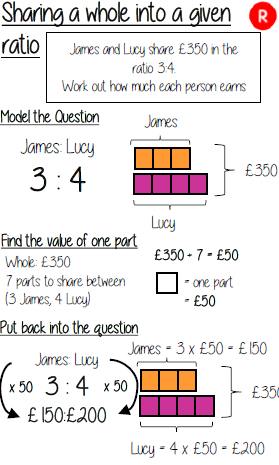 Sharing a whole into a given
ratio
R
James and Lucy share £350 in the
ratio 3:4.
Work out how much each person earns
Model the Question
James
James: Lucy
3 : 4
£350
Lucy
Find the value of one part
Whole: £350
£350 ÷ 7 = £50
7 parts to share between
(3 James, 4 Lucy)
= one part
= £50
Put back into the question
James = 3 x £50 = £150
James: Lucy
x 50 3 : 4 x 50
£350
£150:£200
Lucy = 4 x £50 = £200